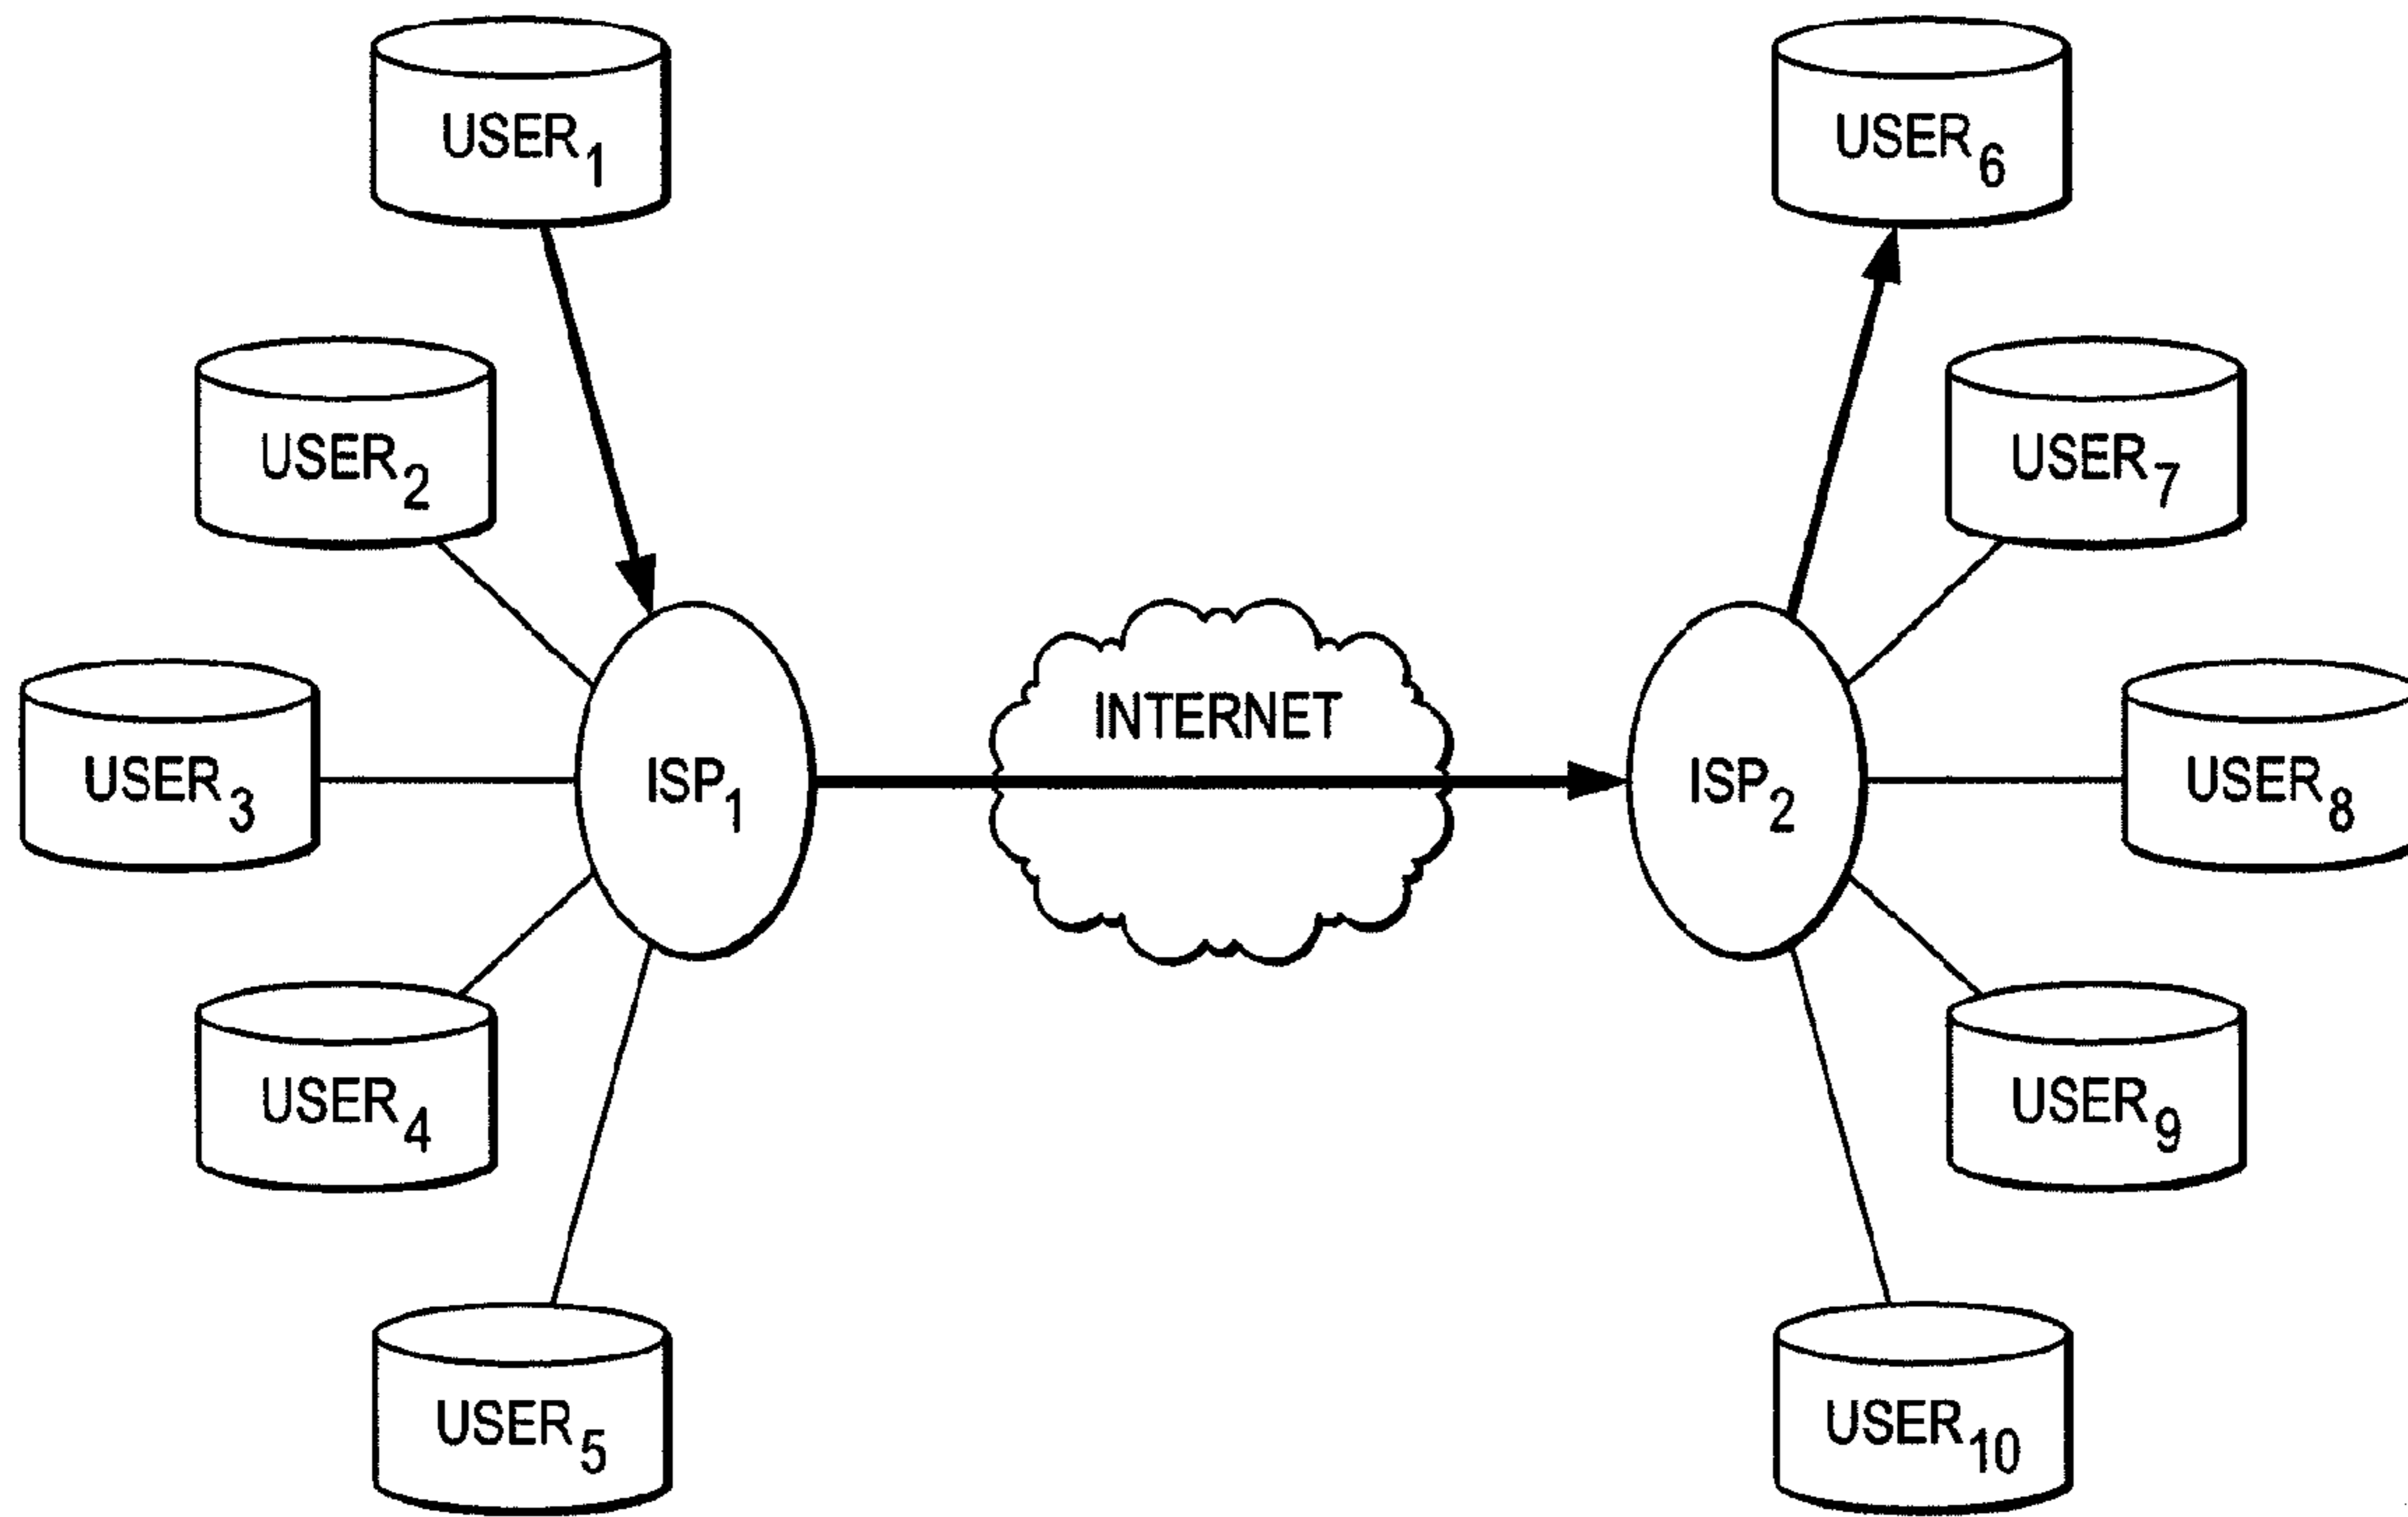 USER1
USER6
USER2
USER7
INTERNET
USER3
ISP1
ISP2
USER8
USER4
USER9
USER5
USER10